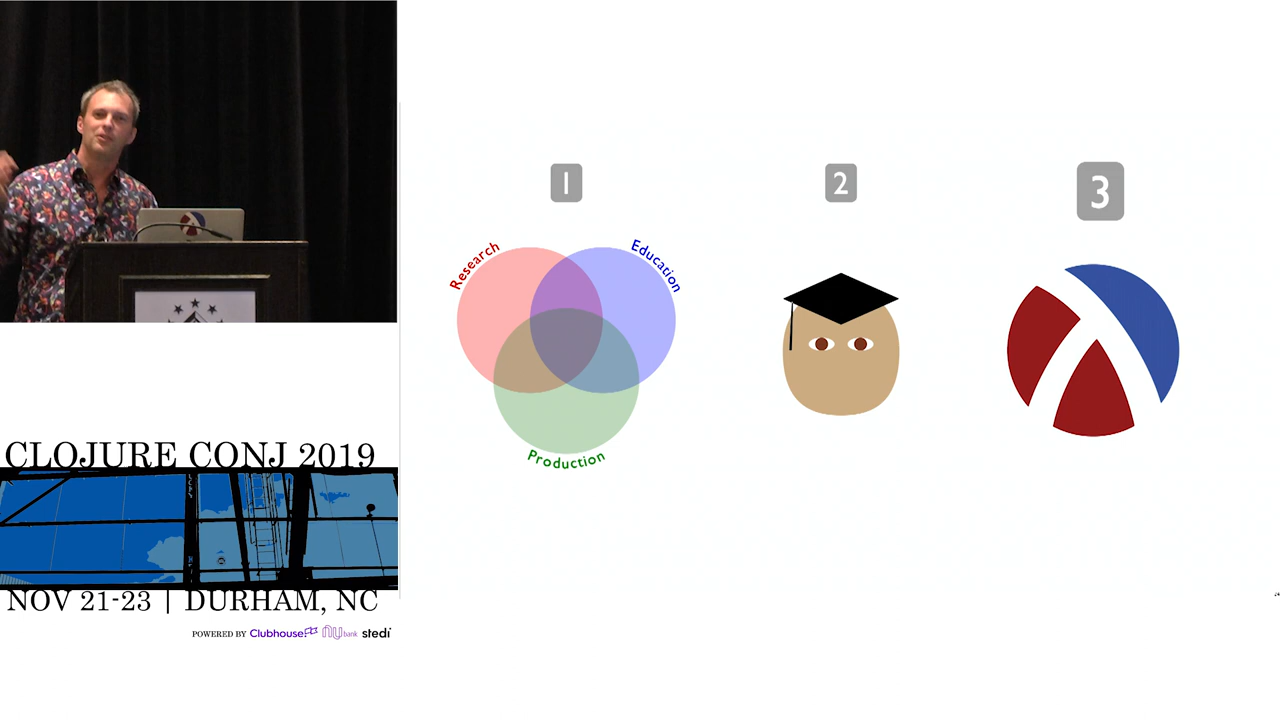 1
2
3
Research
Education
Production
CLOJURE CONJ 2019
NOV 21-23 | DURHAM, NC
POWERED BY Clubhouse nu bank stedi